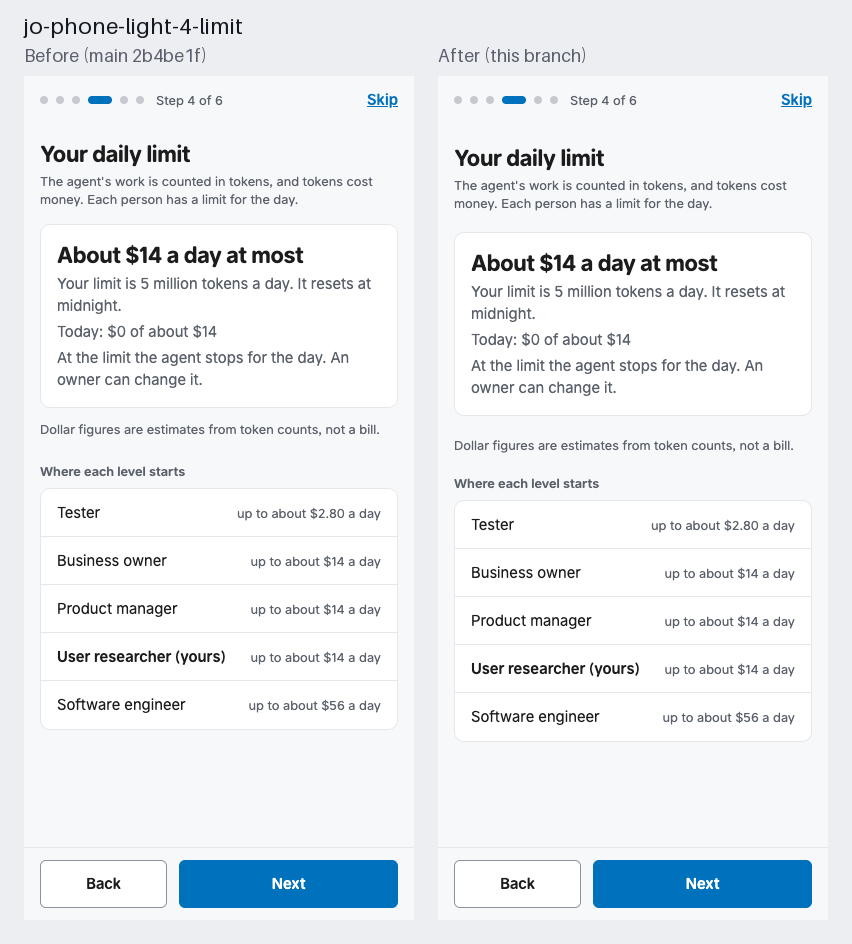 jo-phone-light-4-limit
Before (main 2b4be1f)
Step 4 of 6
Skip
Your daily limit
The agent's work is counted in tokens, and tokens cost
money. Each person has a limit for the day.
About $14 a day at most
Your limit is 5 million tokens a day. It resets at
midnight.
Today: $0 of about $14
At the limit the agent stops for the day. An
owner can change it.
Dollar figures are estimates from token counts, not a bill.
Where each level starts
Tester up to about $2.80 a day
Business owner up to about $14 a day
Product manager up to about $14 a day
User researcher (yours) up to about $14 a day
Software engineer up to about $56 a day
Back
Next
After (this branch)
Step 4 of 6
Skip
Your daily limit
The agent's work is counted in tokens, and tokens cost
money. Each person has a limit for the day.
About $14 a day at most
Your limit is 5 million tokens a day. It resets at
midnight.
Today: $0 of about $14
At the limit the agent stops for the day. An
owner can change it.
Dollar figures are estimates from token counts, not a bill.
Where each level starts
Tester up to about $2.80 a day
Business owner up to about $14 a day
Product manager up to about $14 a day
User researcher (yours) up to about $14 a day
Software engineer up to about $56 a day
Back
Next